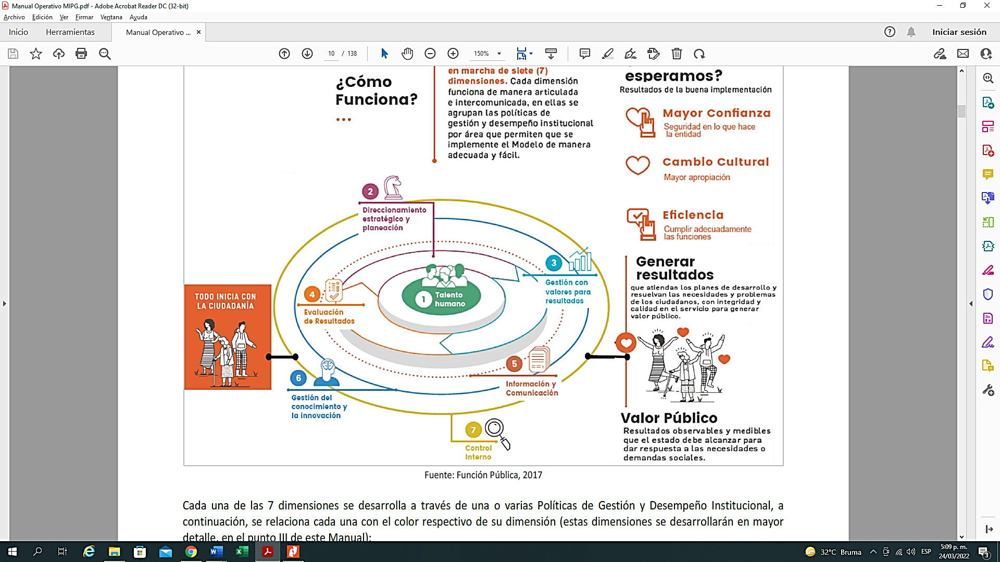 Manual Operativo MIPG.pdf - Adobe Acrobat Reader DC (32-bit)
Archivo Edición Ver Firmar Ventana Ayuda
Inicio Herramientas Manual Operativo ... × Iniciar sesión
10 / 138 150%
¿Cómo
Funciona?
...
en marcha de siete (7)
dimensiones. Cada dimensión
funciona de manera articulada
e intercomunicada, en ellas se
agrupan las políticas de
gestión y desempeño institucional
por área que permiten que se
implemente el Modelo de manera
adecuada y fácil.
esperamos?
Resultados de la buena implementación
Mayor Confianza
Seguridad en lo que hace
la entidad
Cambio Cultural
Mayor apropiación
Eficiencia
Cumplir adecuadamente
las funciones
2
Direccionamiento
estratégico y
planeación
3
Gestión con
valores para
resultados
1 Talento
humano
4
Evaluación
de Resultados
TODO INICIA CON
LA CIUDADANÍA
5
Información y
Comunicación
6
Gestión del
conocimiento y
la innovación
7
Control
Interno
Generar
resultados
que atiendan los planes de desarrollo y
resuelvan las necesidades y problemas
de los ciudadanos, con integridad y
calidad en el servicio para generar
valor público.
Valor Público
Resultados observables y medibles
que el estado debe alcanzar para
dar respuesta a las necesidades o
demandas sociales.
Fuente: Función Pública, 2017
Cada una de las 7 dimensiones se desarrolla a través de una o varias Políticas de Gestión y Desempeño Institucional, a
continuación, se relaciona cada una con el color respectivo de su dimensión (estas dimensiones se desarrollarán en mayor
detalle, en el punto III de este Manual):
32°C Bruma ESP 5:09 p. m.
24/03/2022
3